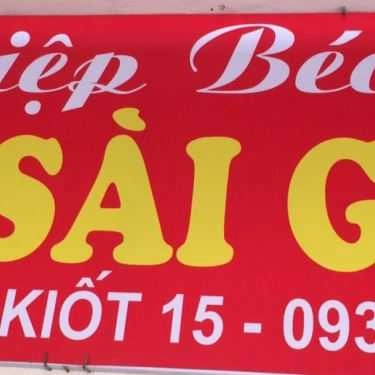 iệp Béo
SÀI G
KIỐT 15 - 093